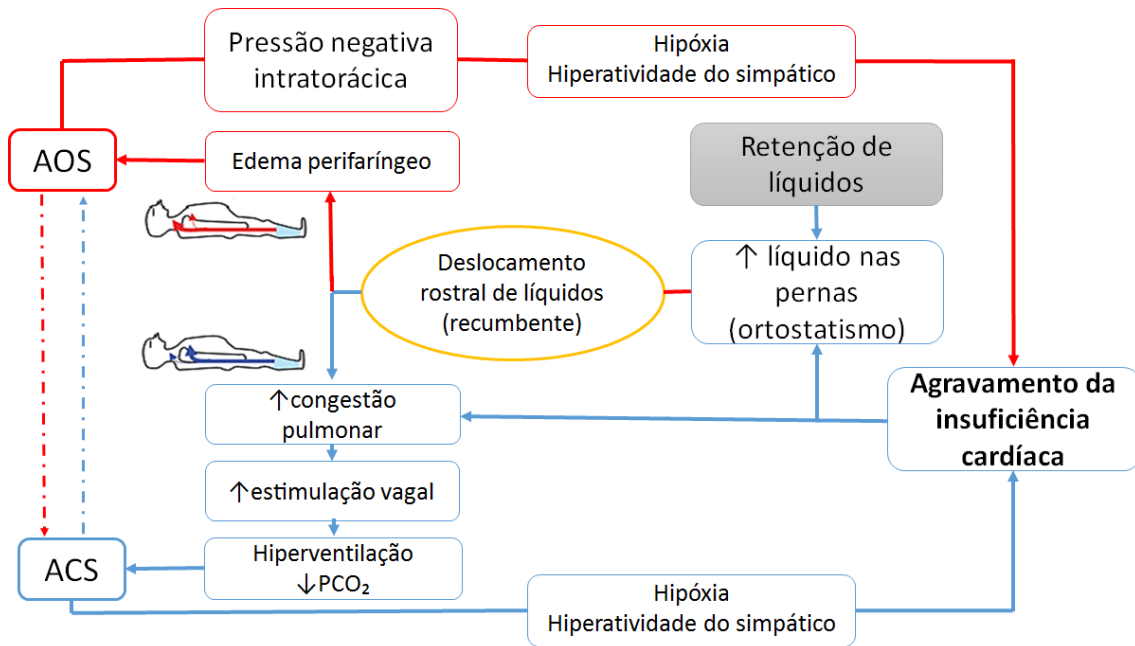 Pressão negativa
intratorácica
Hipóxia
Hiperatividade do simpático
AOS
Edema perifaríngeo
Retenção de
líquidos
Deslocamento
rostral de líquidos
(recumbente)
↑ líquido nas
pernas
(ortostatismo)
Agravamento da
insuficiência
cardíaca
↑congestão
pulmonar
↑estimulação vagal
Hiperventilação
↓PCO₂
ACS
Hipóxia
Hiperatividade do simpático